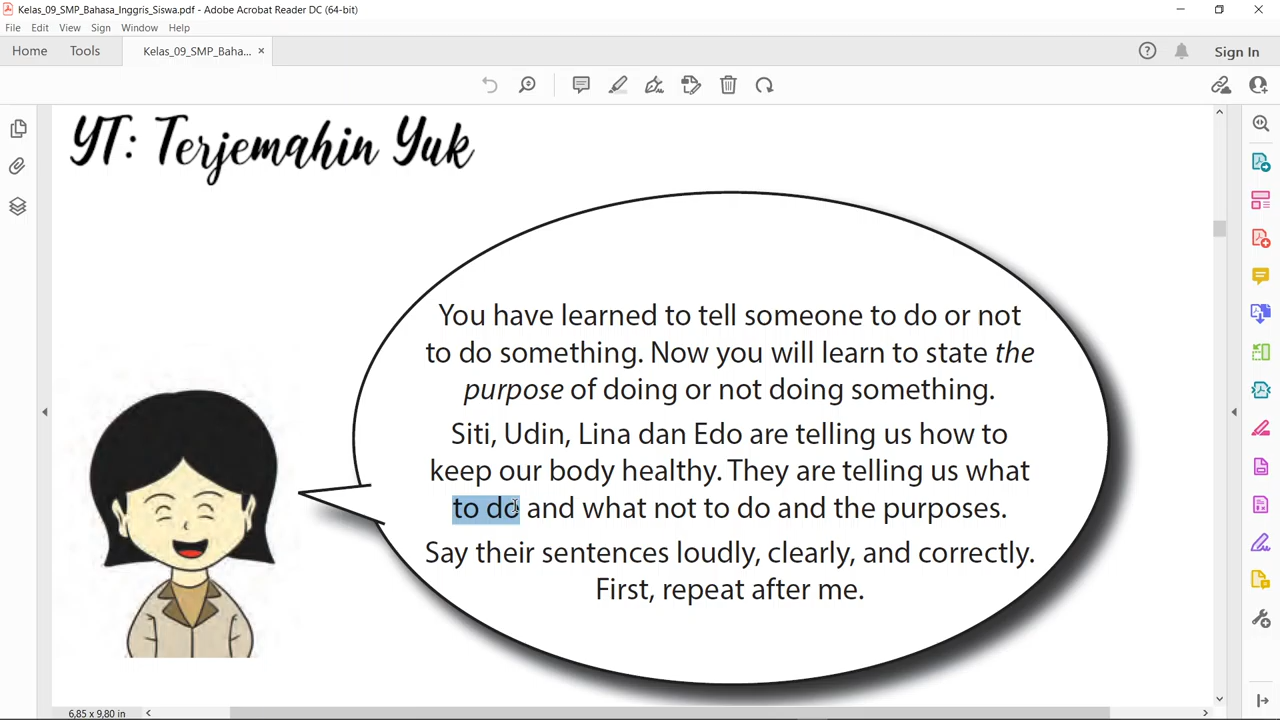 Kelas_09_SMP_Bahasa_Inggris_Siswa.pdf - Adobe Acrobat Reader DC (64-bit)
File Edit View Sign Window Help
Home Tools Kelas_09_SMP_Baha... × Sign In
YT: Terjemahin Yuk
You have learned to tell someone to do or not
to do something. Now you will learn to state the
purpose of doing or not doing something.
Siti, Udin, Lina dan Edo are telling us how to
keep our body healthy. They are telling us what
to do and what not to do and the purposes.
Say their sentences loudly, clearly, and correctly.
First, repeat after me.
6,85 x 9,80 in